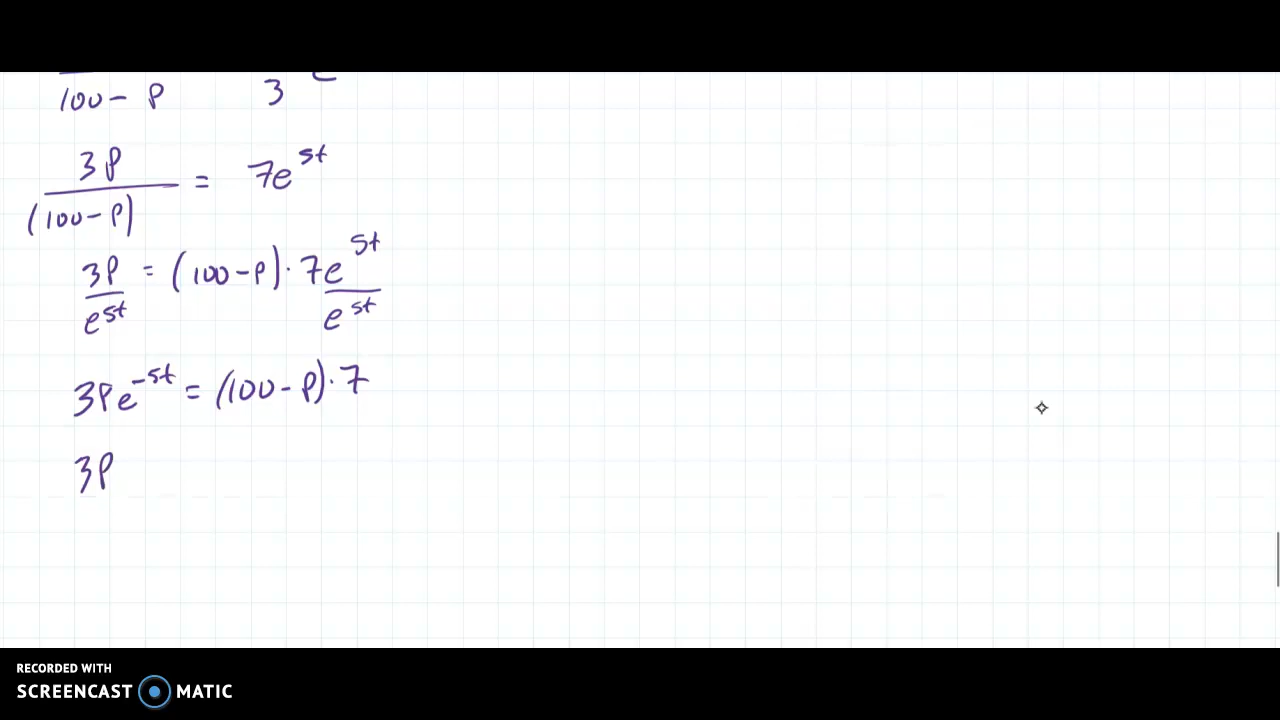 100 - P 3
3P / (100 - P) = 7e^5t
3P / e^5t = (100 - P) · 7e^5t / e^5t
3Pe^-5t = (100 - P) · 7
3P
RECORDED WITH
SCREENCAST MATIC